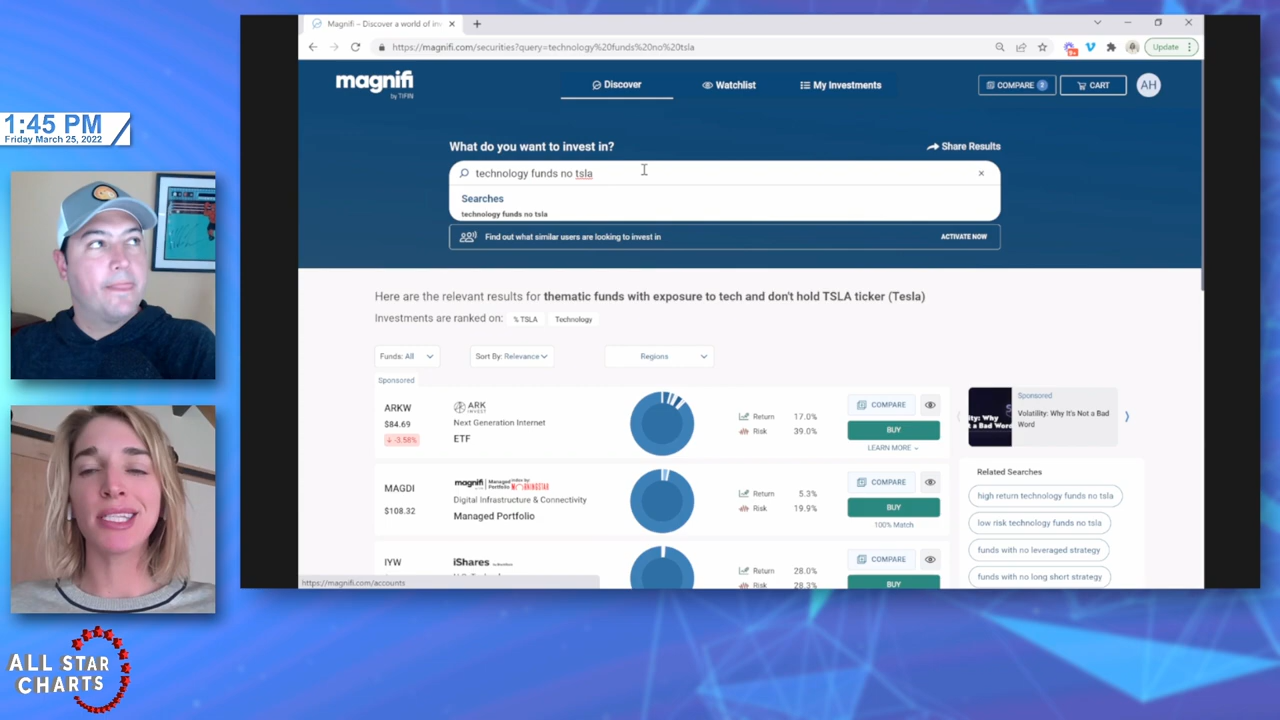 Magnifi – Discover a world of inv
https://magnifi.com/securities?query=technology%20funds%20no%20tsla
Update
magnifi
by TIFIN
Discover
Watchlist
My Investments
COMPARE 2
CART
AH
1:45 PM
Friday March 25, 2022
What do you want to invest in?
Share Results
technology funds no tsla
Searches
technology funds no tsla
Find out what similar users are looking to invest in
ACTIVATE NOW
Here are the relevant results for thematic funds with exposure to tech and don't hold TSLA ticker (Tesla)
Investments are ranked on:
% TSLA
Technology
Funds: All
Sort By: Relevance
Regions
Sponsored
ARKW
$84.69
-3.58%
ARK
INVEST
Next Generation Internet
ETF
Return 17.0%
Risk 39.0%
COMPARE
BUY
LEARN MORE
Sponsored
Volatility: Why It's Not a Bad
Word
MAGDI
$108.32
magnifi Managed Portfolio
MORNINGSTAR
Digital Infrastructure & Connectivity
Managed Portfolio
Return 5.3%
Risk 19.9%
COMPARE
BUY
100% Match
Related Searches
high return technology funds no tsla
low risk technology funds no tsla
funds with no leveraged strategy
funds with no long short strategy
IYW
iShares
Return 28.0%
Risk 28.3%
COMPARE
BUY
https://magnifi.com/accounts
ALL STAR
CHARTS